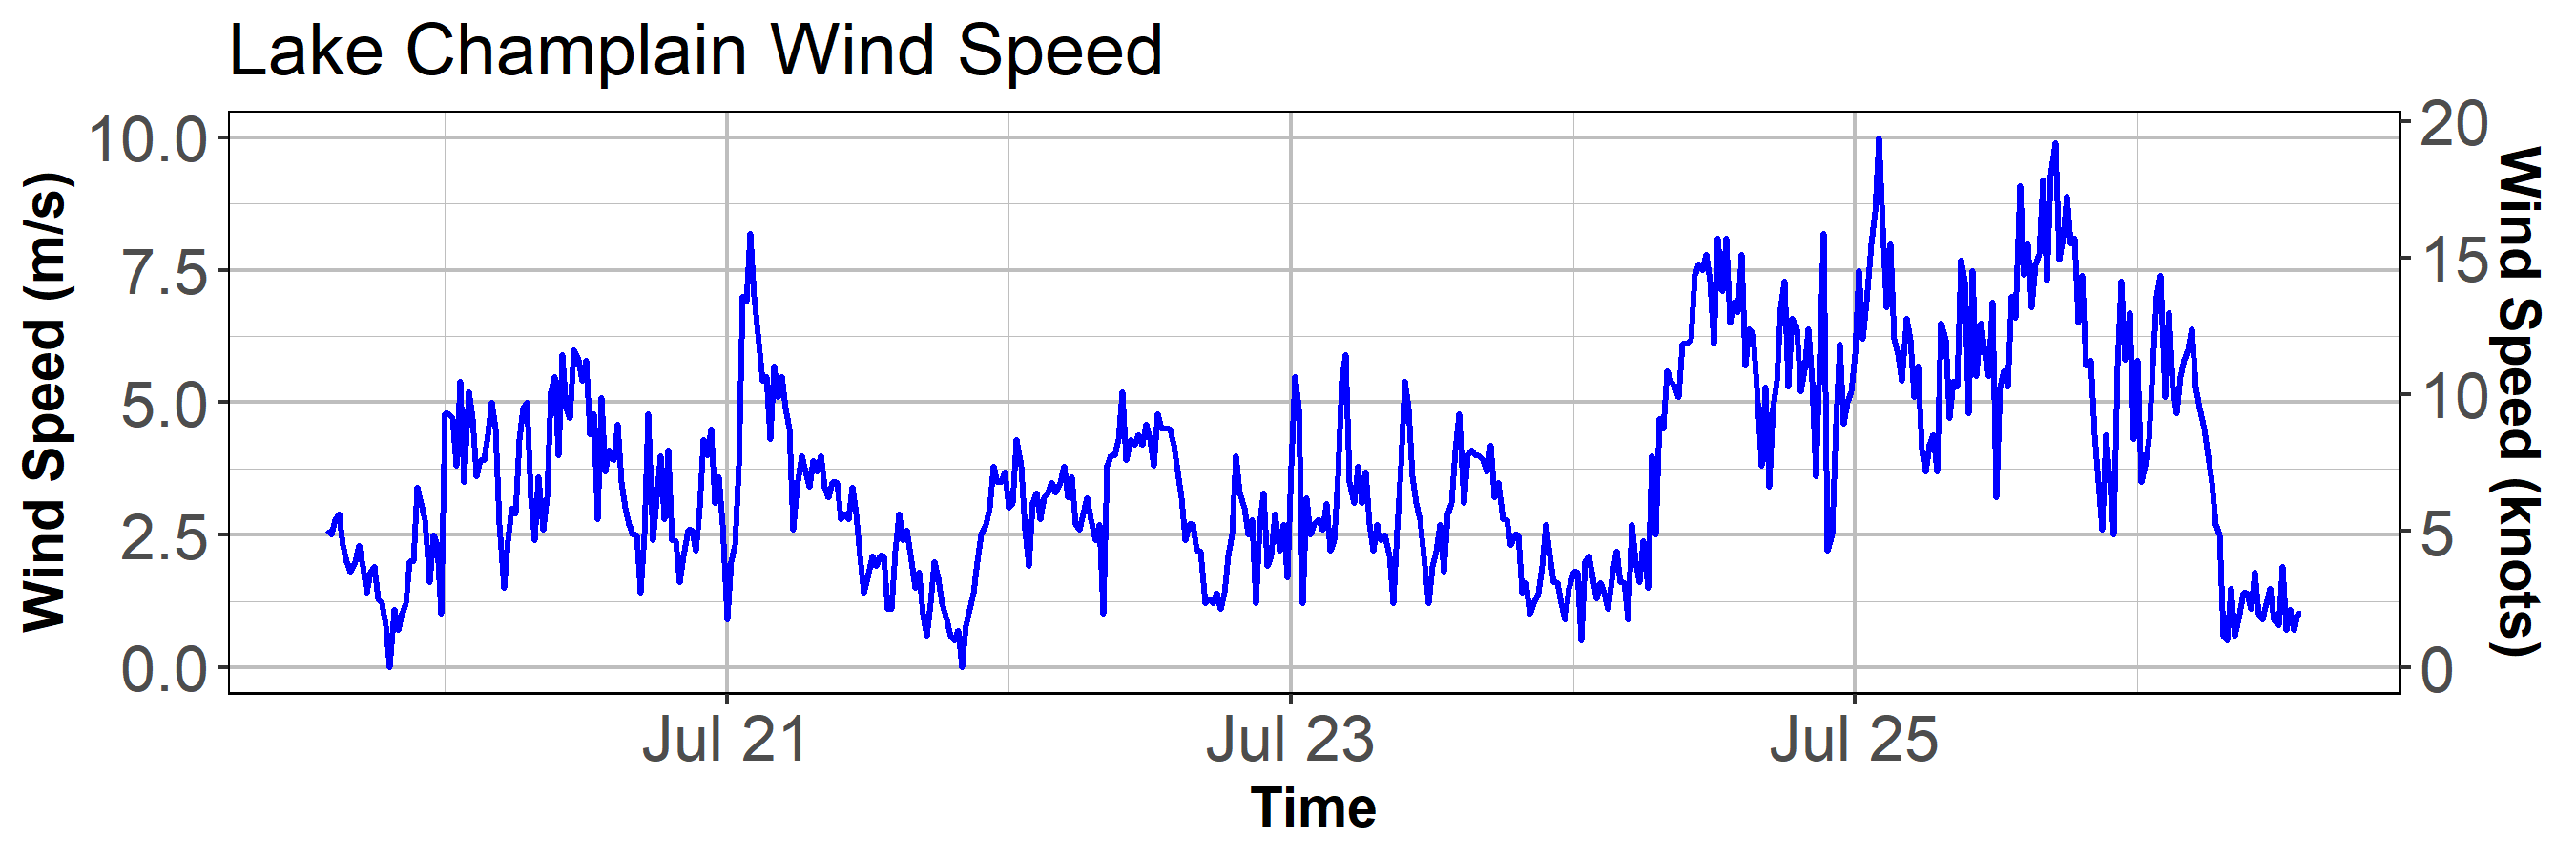 Lake Champlain Wind Speed
Wind Speed (m/s)
10.0
7.5
5.0
2.5
0.0
20
15
10
5
0
Wind Speed (knots)
Jul 21
Jul 23
Jul 25
Time